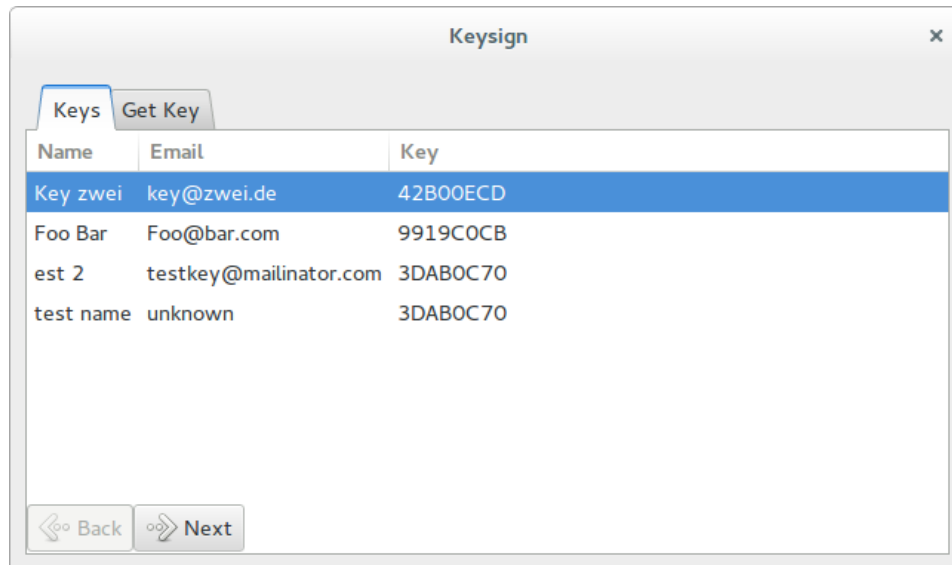 Keysign
Keys Get Key
Name Email Key
Key zwei key@zwei.de 42B00ECD
Foo Bar Foo@bar.com 9919C0CB
est 2 testkey@mailinator.com 3DAB0C70
test name unknown 3DAB0C70
Back Next